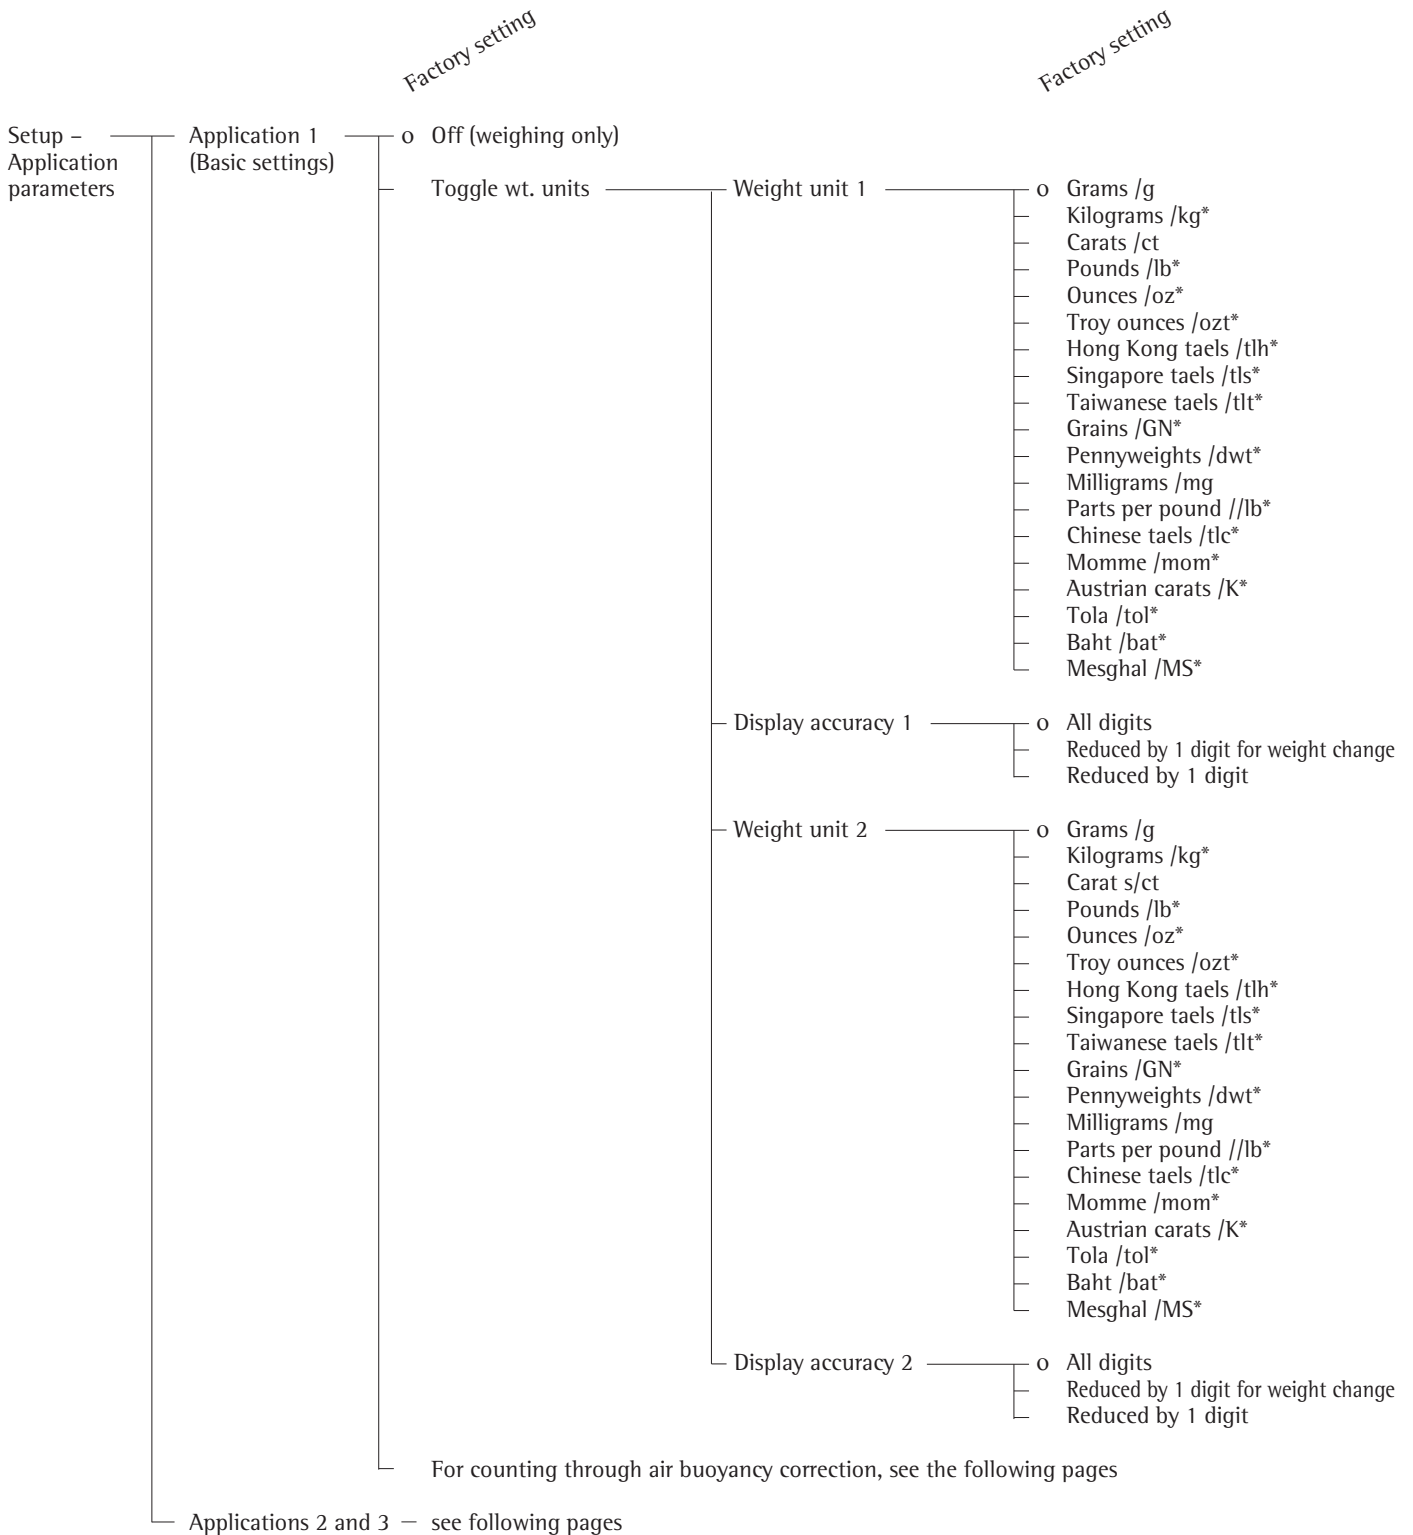 Factory setting
Factory setting
Setup – Application 1 o Off (weighing only)
Application (Basic settings)
parameters Toggle wt. units Weight unit 1 o Grams /g
Kilograms /kg*
Carats /ct
Pounds /lb*
Ounces /oz*
Troy ounces /ozt*
Hong Kong taels /tlh*
Singapore taels /tls*
Taiwanese taels /tlt*
Grains /GN*
Pennyweights /dwt*
Milligrams /mg
Parts per pound //lb*
Chinese taels /tlc*
Momme /mom*
Austrian carats /K*
Tola /tol*
Baht /bat*
Mesghal /MS*
Display accuracy 1 o All digits
Reduced by 1 digit for weight change
Reduced by 1 digit
Weight unit 2 o Grams /g
Kilograms /kg*
Carat s/ct
Pounds /lb*
Ounces /oz*
Troy ounces /ozt*
Hong Kong taels /tlh*
Singapore taels /tls*
Taiwanese taels /tlt*
Grains /GN*
Pennyweights /dwt*
Milligrams /mg
Parts per pound //lb*
Chinese taels /tlc*
Momme /mom*
Austrian carats /K*
Tola /tol*
Baht /bat*
Mesghal /MS*
Display accuracy 2 o All digits
Reduced by 1 digit for weight change
Reduced by 1 digit
For counting through air buoyancy correction, see the following pages
Applications 2 and 3 – see following pages